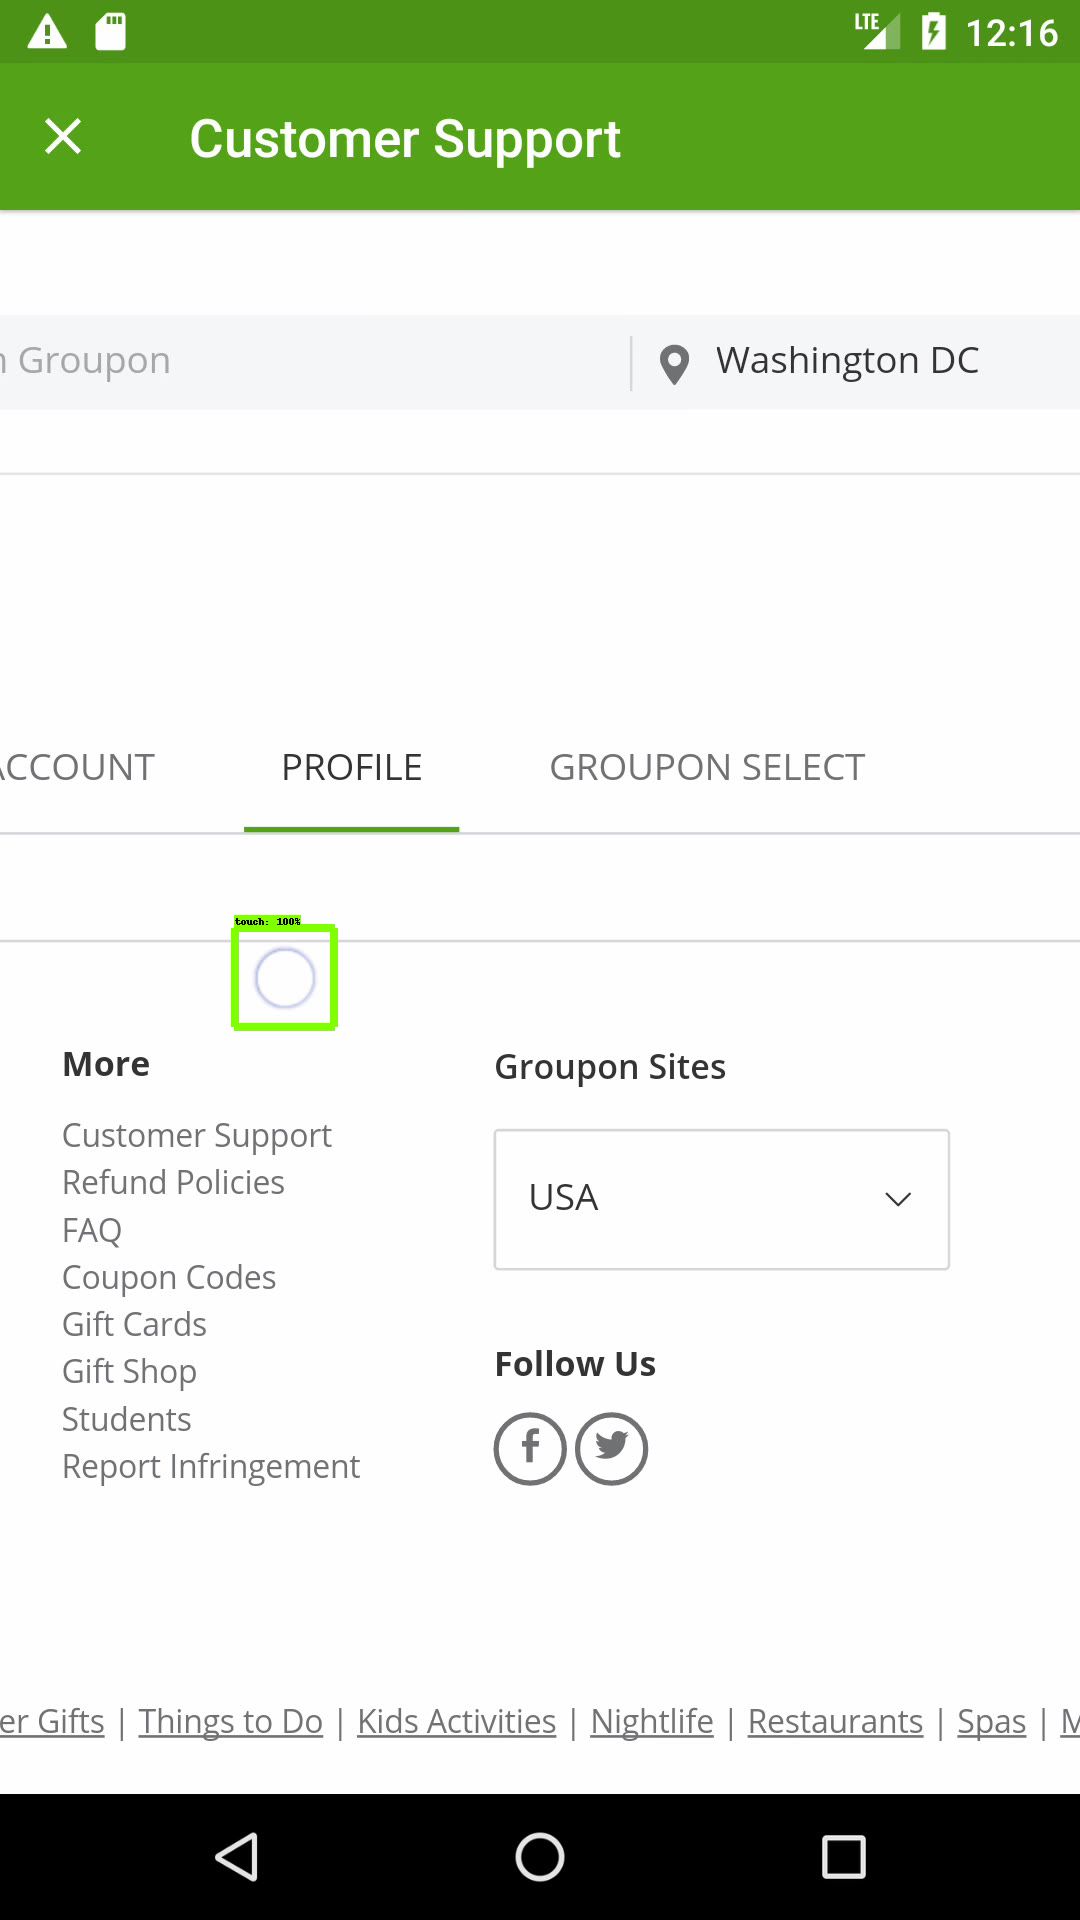 LTE 12:16
Customer Support
Groupon
Washington DC
ACCOUNT PROFILE GROUPON SELECT
touch: 100%
More
Groupon Sites
Customer Support
Refund Policies
FAQ
Coupon Codes
Gift Cards
Gift Shop
Students
Report Infringement
USA
Follow Us
er Gifts | Things to Do | Kids Activities | Nightlife | Restaurants | Spas | M